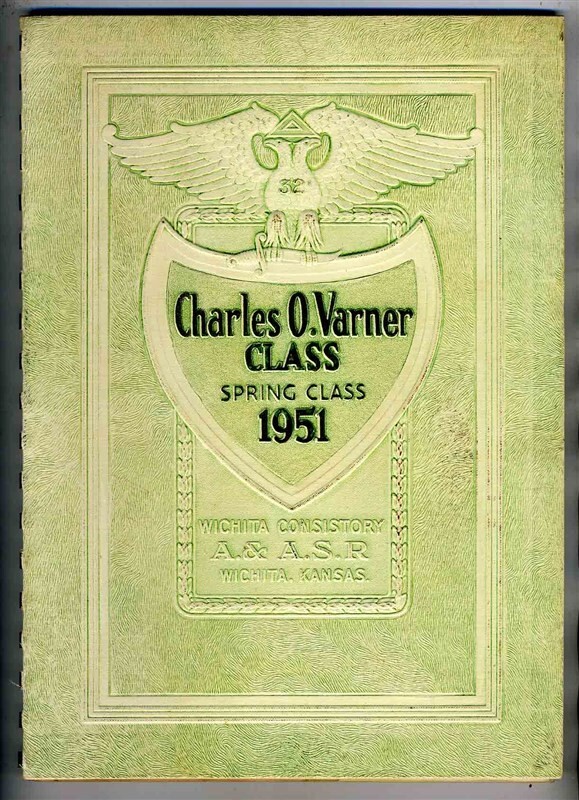 32
Charles O. Varner
CLASS
SPRING CLASS
1951
WICHITA CONSISTORY
A. & A. S. R
WICHITA, KANSAS.